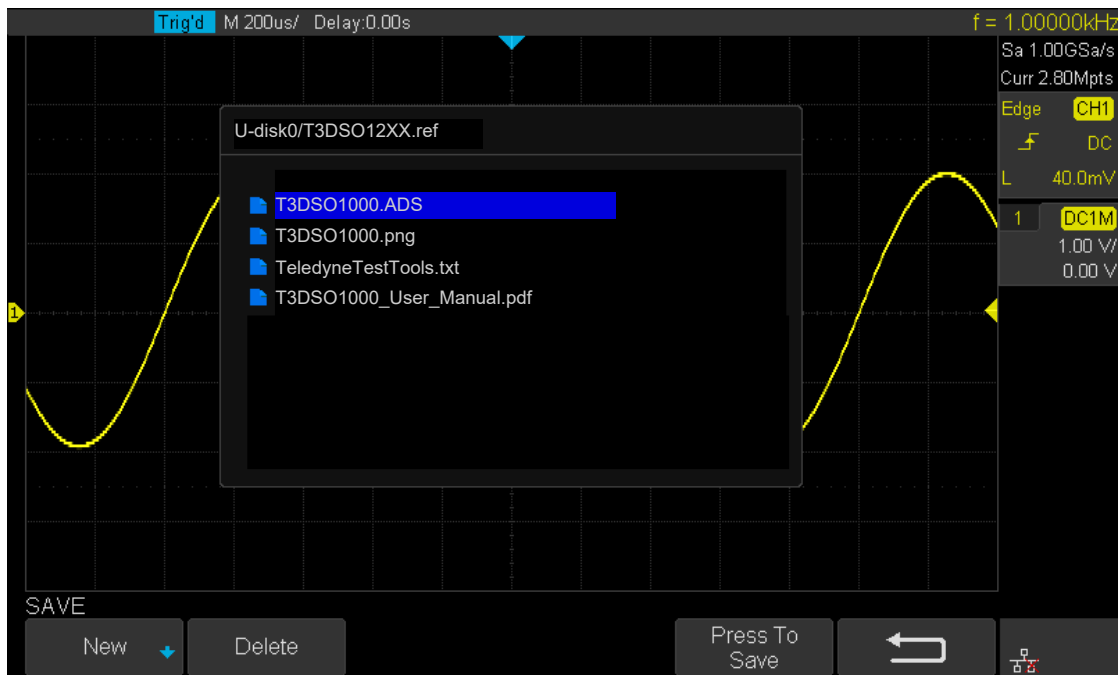 Trig'd M 200us/ Delay:0.00s f = 1.00000kHz
Sa 1.00GSa/s
Curr 2.80Mpts
Edge CH1
DC
L 40.0mV
U-disk0/T3DSO12XX.ref
T3DSO1000.ADS
T3DSO1000.png
TeledyneTestTools.txt
T3DSO1000_User_Manual.pdf
1 DC1M
1.00 V/
0.00 V
1
SAVE
New Delete Press To
Save